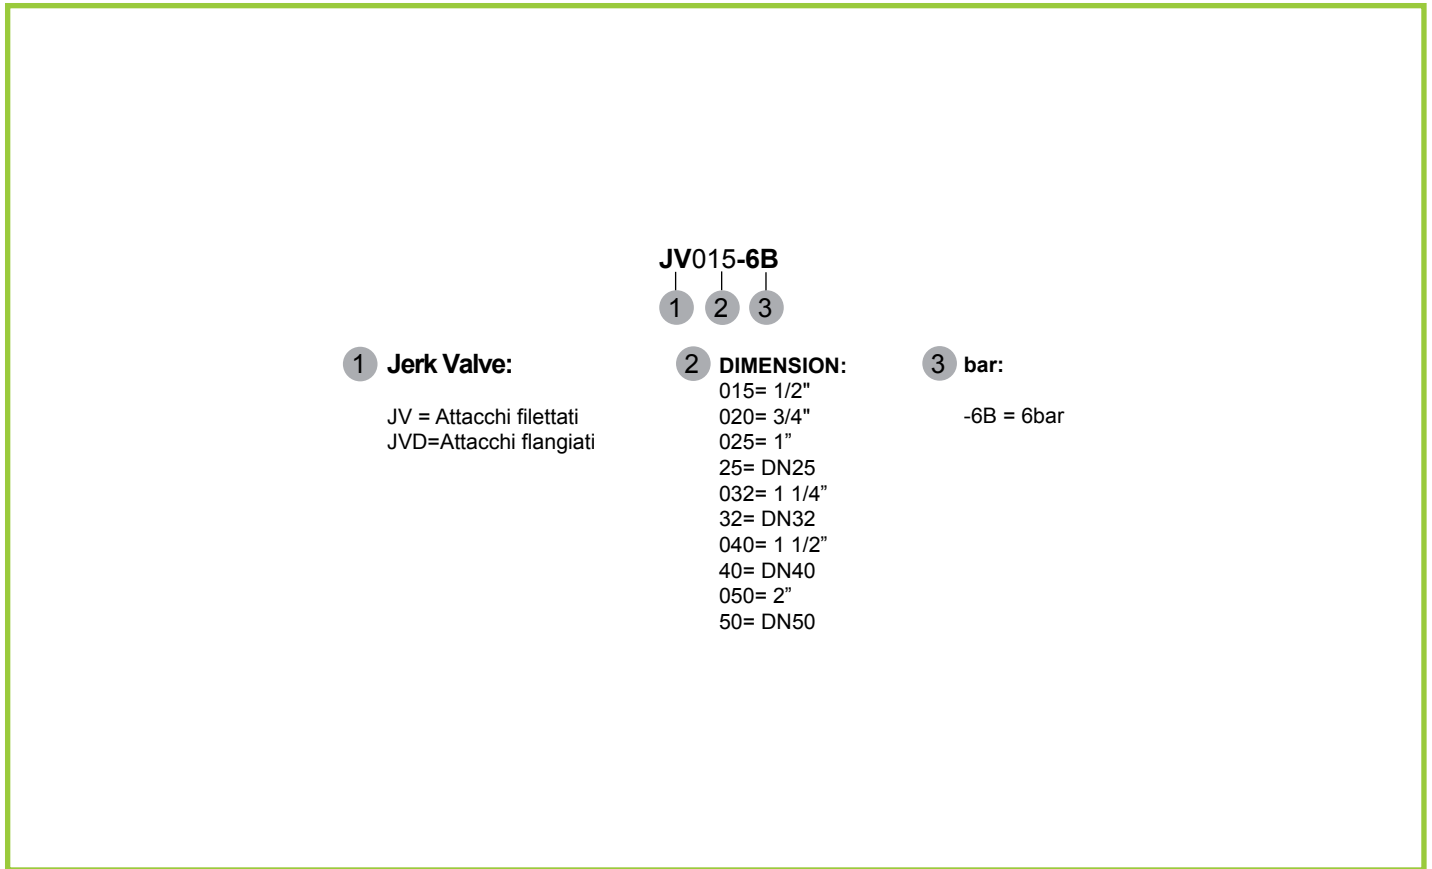 JV015-6B
1 2 3
1 Jerk Valve:
JV = Attacchi filettati
JVD=Attacchi flangiati
2 DIMENSION:
015= 1/2"
020= 3/4"
025= 1”
25= DN25
032= 1 1/4”
32= DN32
040= 1 1/2”
40= DN40
050= 2”
50= DN50
3 bar:
-6B = 6bar